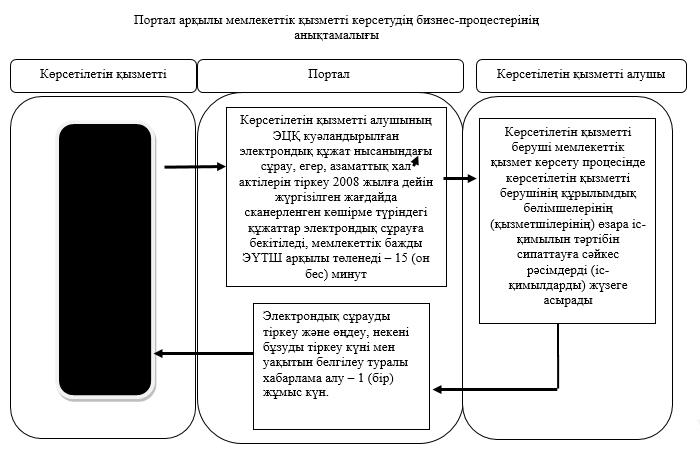 Портал арқылы мемлекеттік қызметті көрсетудің бизнес-процестерінің
анықтамалығы
Көрсетілетін қызметті
Портал
Көрсетілетін қызметті алушы
Көрсетілетін қызметті алушының
ЭЦҚ куәландырылған
электрондық құжат нысанындағы
сұрау, егер, азаматтық хал
актілерін тіркеу 2008 жылға дейін
жүргізілген жағдайда
сканерленген көшірме түріндегі
құжаттар электрондық сұрауға
бекітіледі, мемлекеттік бажды
ЭҮТШ арқылы төленеді – 15 (он
бес) минут
Көрсетілетін қызметті
беруші мемлекеттік
қызмет көрсету процесінде
көрсетілетін қызметті
берушінің құрылымдық
бөлімшелерінің
(қызметшілерінің) өзара іс-
қимылын тәртібін
сипаттауға сәйкес
рәсімдерді (іс-
қимылдарды) жүзеге
асырады
Электрондық сұрауды
тіркеу және өңдеу, некені
бұзуды тіркеу күні мен
уақытын белгілеу туралы
хабарлама алу – 1 (бір)
жұмыс күн.